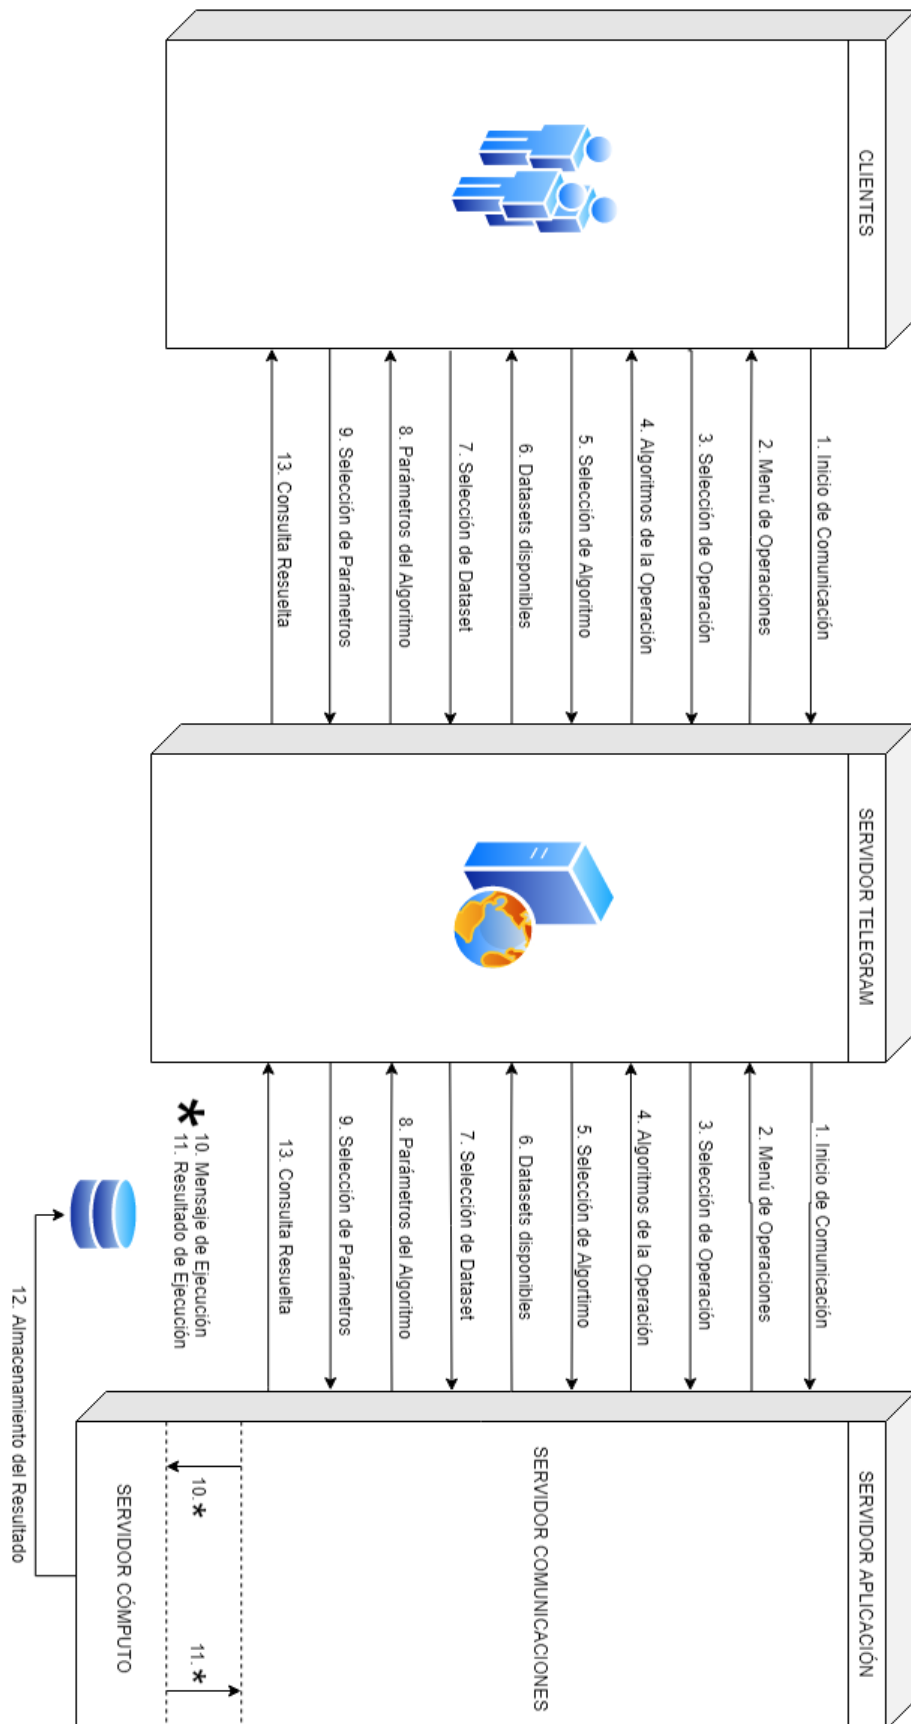 CLIENTES
SERVIDOR TELEGRAM
SERVIDOR APLICACIÓN
1. Inicio de Comunicación
1. Inicio de Comunicación
2. Menú de Operaciones
2. Menú de Operaciones
3. Selección de Operación
3. Selección de Operación
4. Algoritmos de la Operación
4. Algoritmos de la Operación
5. Selección de Algoritmo
5. Selección de Algortimo
SERVIDOR COMUNICACIONES
6. Datasets disponibles
6. Datasets disponibles
7. Selección de Dataset
7. Selección de Dataset
8. Parámetros del Algoritmo
8. Parámetros del Algoritmo
9. Selección de Parámetros
9. Selección de Parámetros
13. Consulta Resuelta
13. Consulta Resuelta
* 10. Mensaje de Ejecución
11. Resultado de Ejecución
10.*
11.*
SERVIDOR CÓMPUTO
12. Almacenamiento del Resultado